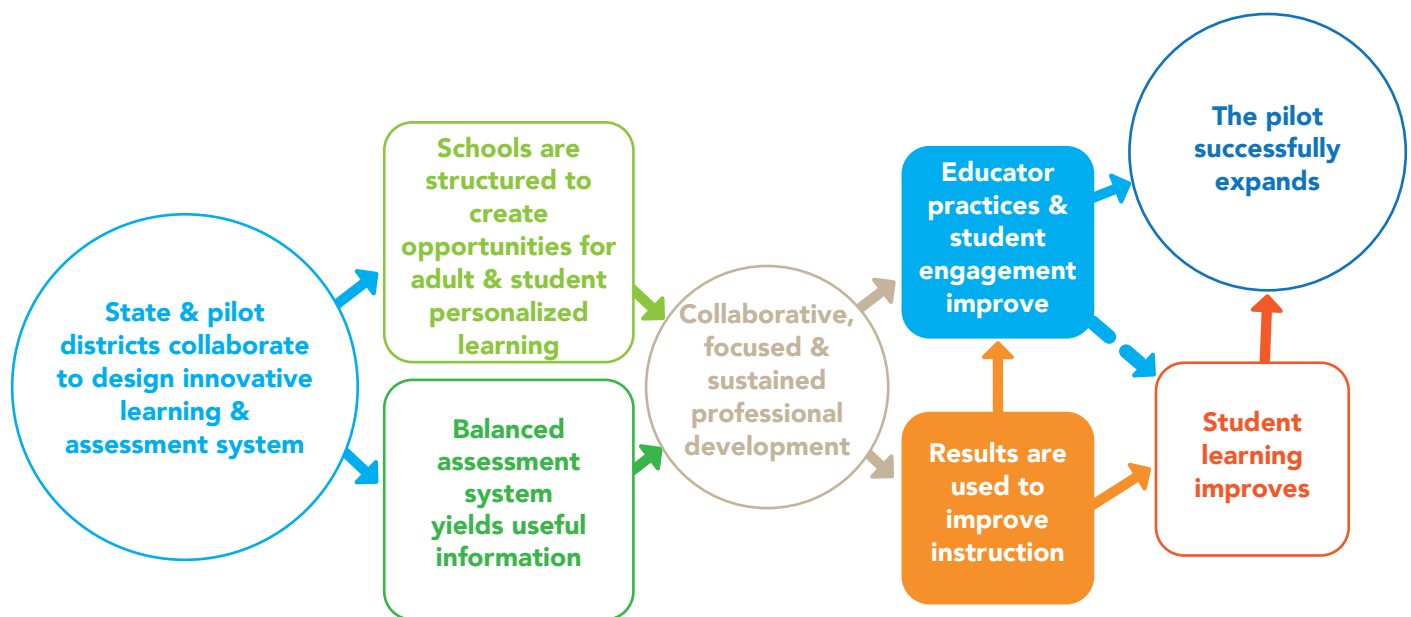 State & pilot
districts collaborate
to design innovative
learning &
assessment system
Schools are
structured to
create
opportunities for
adult & student
personalized
learning
Balanced
assessment
system
yields useful
information
Collaborative,
focused &
sustained
professional
development
Educator
practices &
student
engagement
improve
Results are
used to
improve
instruction
Student
learning
improves
The pilot
successfully
expands